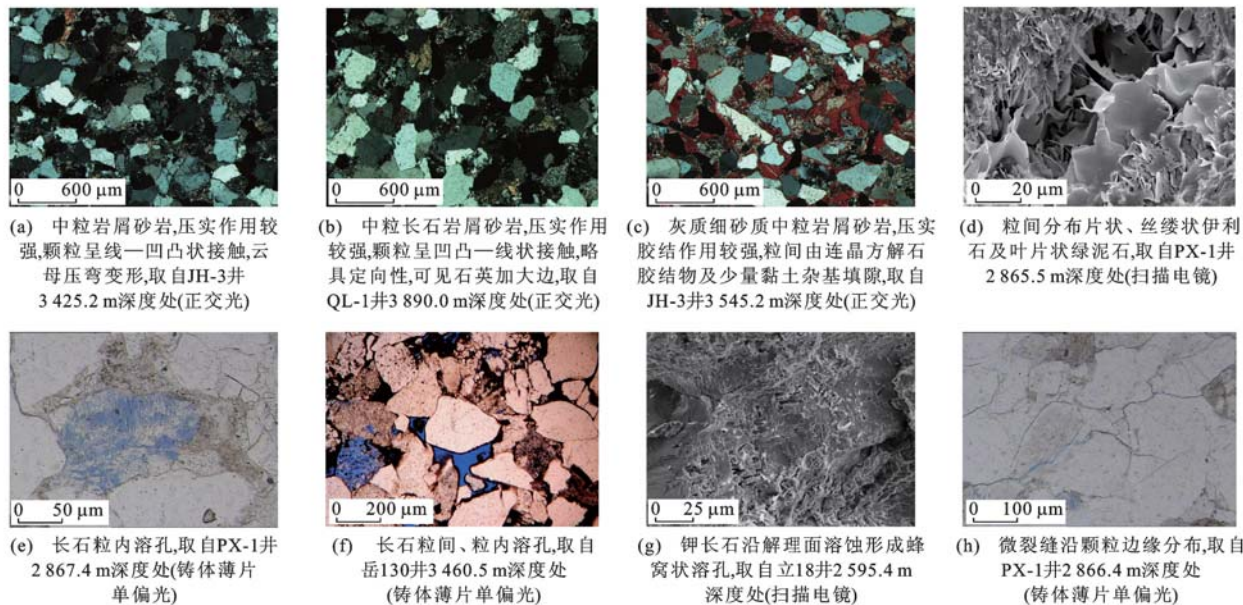 0 600 μm
0 600 μm
0 600 μm
0 20 μm
(a) 中粒岩屑砂岩,压实作用较
强,颗粒呈线—凹凸状接触,云
母压弯变形,取自JH-3井
3 425.2 m深度处(正交光)
(b) 中粒长石岩屑砂岩,压实作用
较强,颗粒呈凹凸—线状接触,略
具定向性,可见石英加大边,取自
QL-1井3 890.0 m深度处(正交光)
(c) 灰质细砂质中粒岩屑砂岩,压实
胶结作用较强,粒间由连晶方解石
胶结物及少量黏土杂基填隙,取自
JH-3井3 545.2 m深度处(正交光)
(d) 粒间分布片状、丝缕状伊利
石及叶片状绿泥石,取自PX-1井
2 865.5 m深度处(扫描电镜)
0 50 μm
0 200 μm
0 25 μm
0 100 μm
(e) 长石粒内溶孔,取自PX-1井
2 867.4 m深度处(铸体薄片
单偏光)
(f) 长石粒间、粒内溶孔,取自
岳130井3 460.5 m深度处
(铸体薄片单偏光)
(g) 钾长石沿解理面溶蚀形成蜂
窝状溶孔,取自立18井2 595.4 m
深度处(扫描电镜)
(h) 微裂缝沿颗粒边缘分布,取自
PX-1井2 866.4 m深度处
(铸体薄片单偏光)